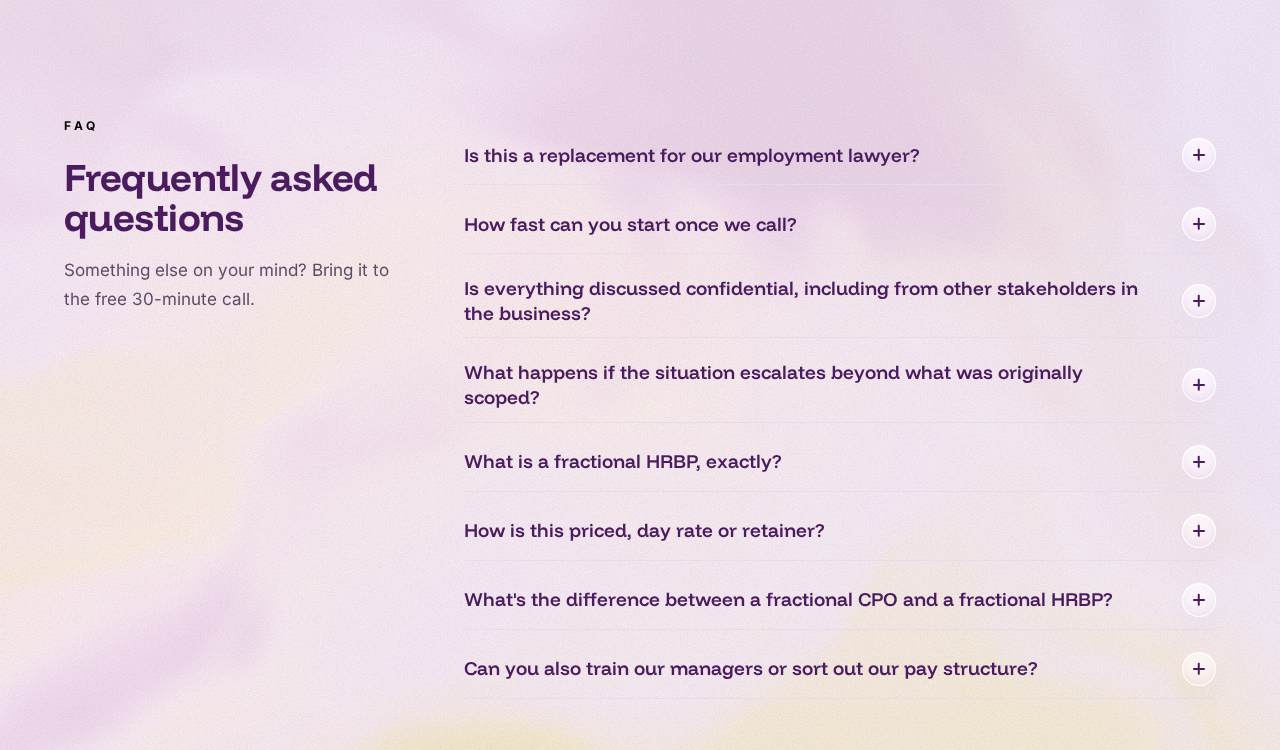 FAQ
Frequently asked
questions
Something else on your mind? Bring it to
the free 30-minute call.
Is this a replacement for our employment lawyer?
How fast can you start once we call?
Is everything discussed confidential, including from other stakeholders in
the business?
What happens if the situation escalates beyond what was originally
scoped?
What is a fractional HRBP, exactly?
How is this priced, day rate or retainer?
What's the difference between a fractional CPO and a fractional HRBP?
Can you also train our managers or sort out our pay structure?